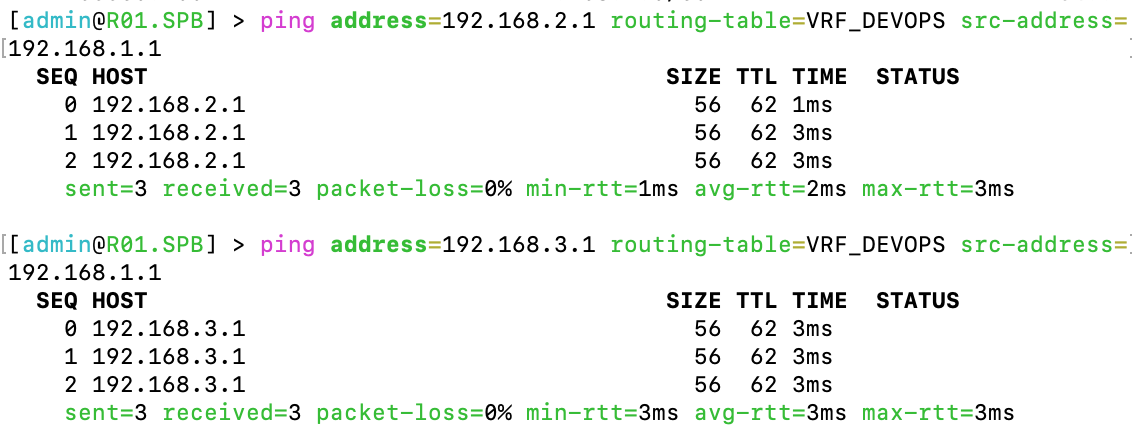 [admin@R01.SPB] > ping address=192.168.2.1 routing-table=VRF_DEVOPS src-address=
[192.168.1.1
SEQ HOST SIZE TTL TIME STATUS
0 192.168.2.1 56 62 1ms
1 192.168.2.1 56 62 3ms
2 192.168.2.1 56 62 3ms
sent=3 received=3 packet-loss=0% min-rtt=1ms avg-rtt=2ms max-rtt=3ms
[[admin@R01.SPB] > ping address=192.168.3.1 routing-table=VRF_DEVOPS src-address=
192.168.1.1
SEQ HOST SIZE TTL TIME STATUS
0 192.168.3.1 56 62 3ms
1 192.168.3.1 56 62 3ms
2 192.168.3.1 56 62 3ms
sent=3 received=3 packet-loss=0% min-rtt=3ms avg-rtt=3ms max-rtt=3ms